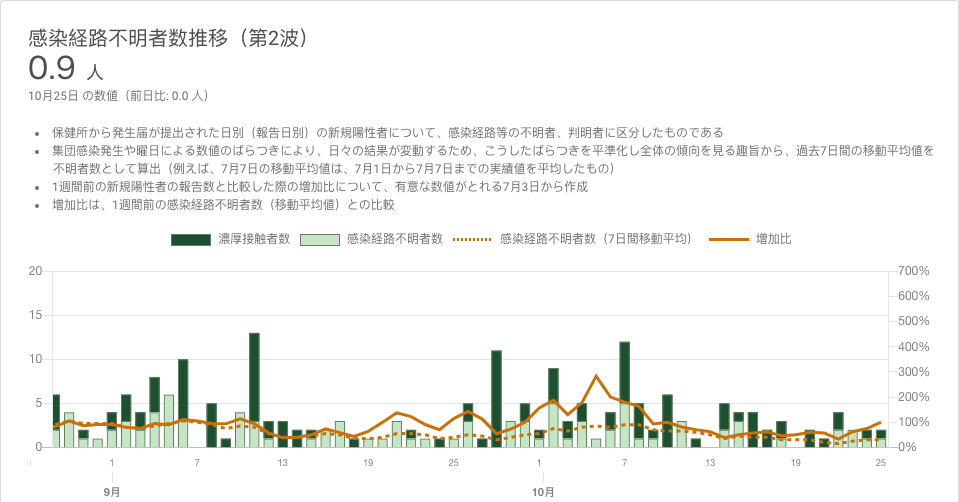 感染経路不明者数推移（第2波）
0.9 人
10月25日 の数値（前日比: 0.0 人）
• 保健所から発生届が提出された日別（報告日別）の新規陽性者について、感染経路等の不明者、判明者に区分したものである
• 集団感染発生や曜日による数値のばらつきにより、日々の結果が変動するため、こうしたばらつきを平準化し全体の傾向を見る趣旨から、過去7日間の移動平均値を
不明者数として算出（例えば、7月7日の移動平均値は、7月1日から7月7日までの実績値を平均したもの）
• 1週間前の新規陽性者の報告数と比較した際の増加比について、有意な数値がとれる7月3日から作成
• 増加比は、1週間前の感染経路不明者数（移動平均値）との比較
濃厚接触者数 感染経路不明者数 感染経路不明者数（7日間移動平均） 増加比
20 700%
600%
15 500%
400%
10 300%
5 200%
100%
0 0%
6 1 7 13 19 25 1 7 13 19 25
9月 10月